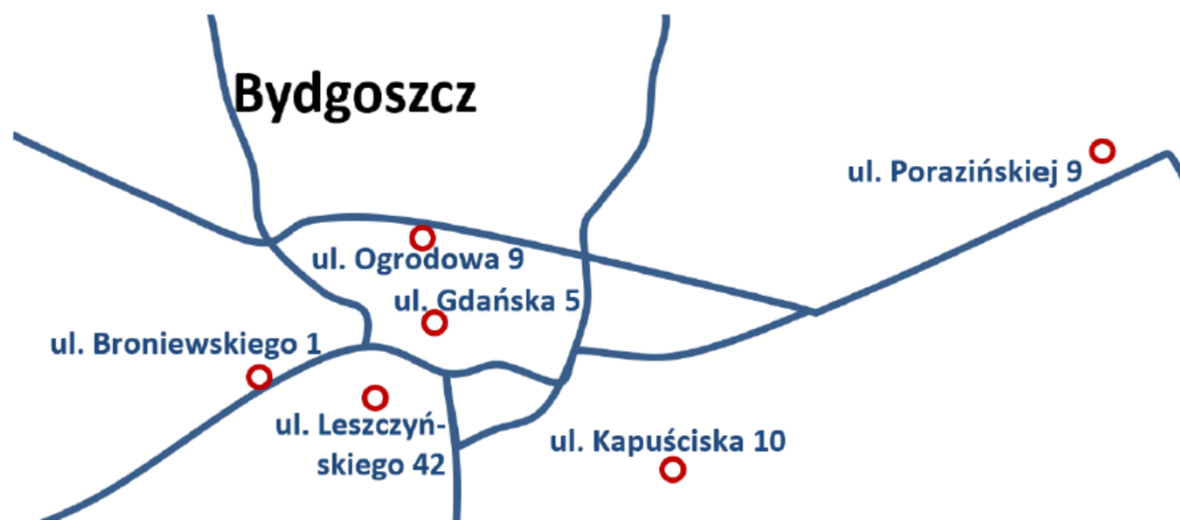 Bydgoszcz
ul. Porazińskiej 9
ul. Ogrodowa 9
ul. Gdańska 5
ul. Broniewskiego 1
ul. Leszczyń-
skiego 42
ul. Kapuściska 10